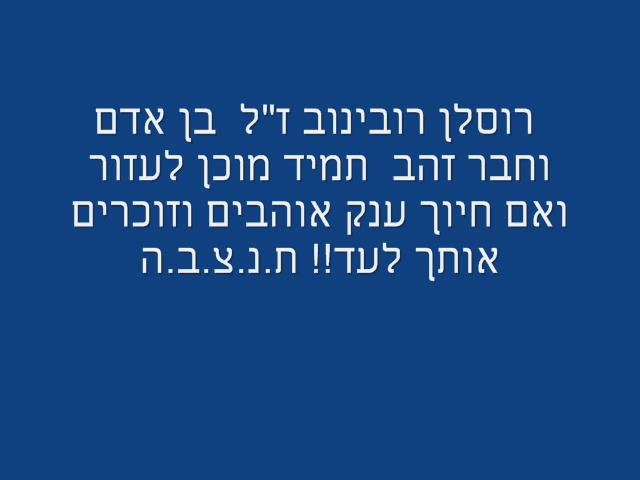 רוסלן רובינוב ז"ל בן אדם
וחבר זהב תמיד מוכן לעזור
ואם חיוך ענק אוהבים וזוכרים
אותך לעד!! ת.נ.צ.ב.ה